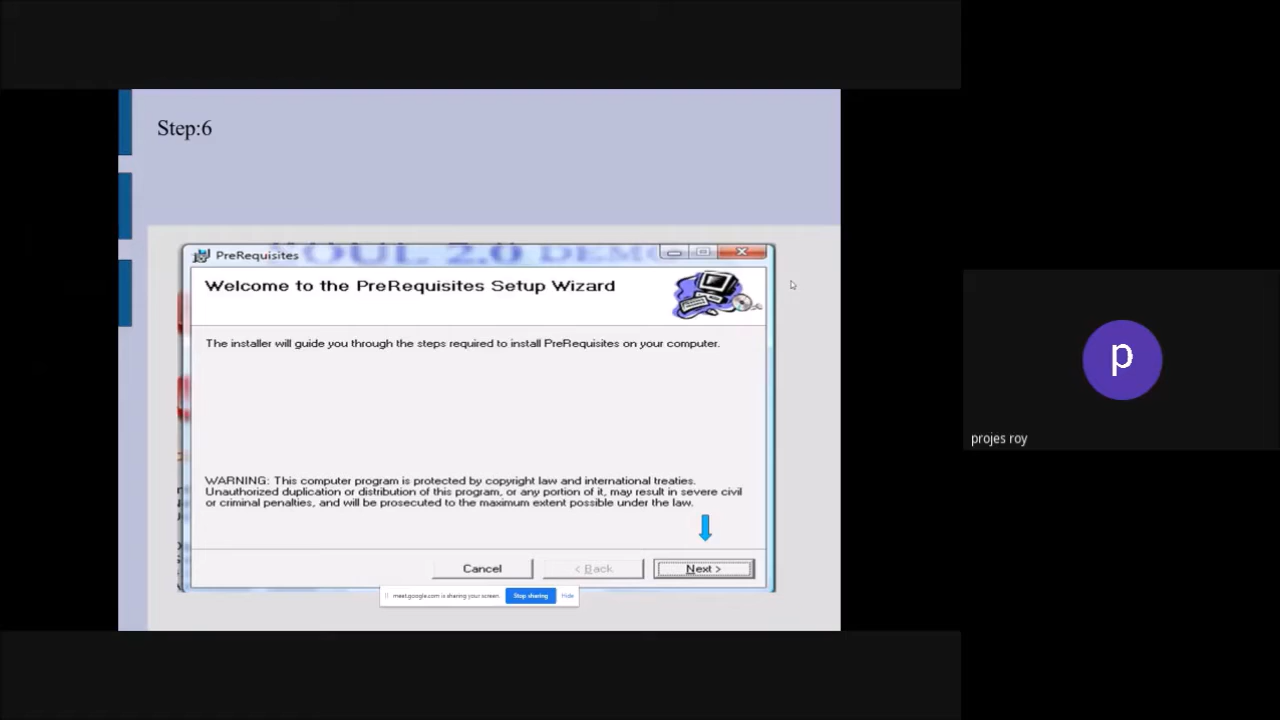 Step:6
SOUL 2.0 DEMO
PreRequisites
Welcome to the PreRequisites Setup Wizard
The installer will guide you through the steps required to install PreRequisites on your computer.
WARNING: This computer program is protected by copyright law and international treaties.
Unauthorized duplication or distribution of this program, or any portion of it, may result in severe civil
or criminal penalties, and will be prosecuted to the maximum extent possible under the law.
Cancel
< Back
Next >
meet.google.com is sharing your screen.
Stop sharing
Hide
p
projes roy